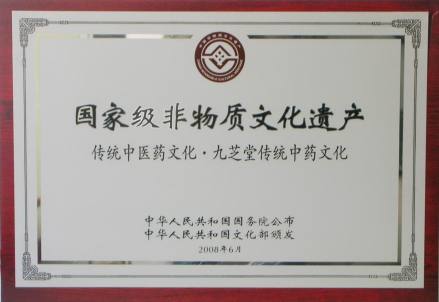 国家级非物质文化遗产
传统中医药文化·九芝堂传统中药文化
中华人民共和国国务院公布
中华人民共和国文化部颁发
2008年6月